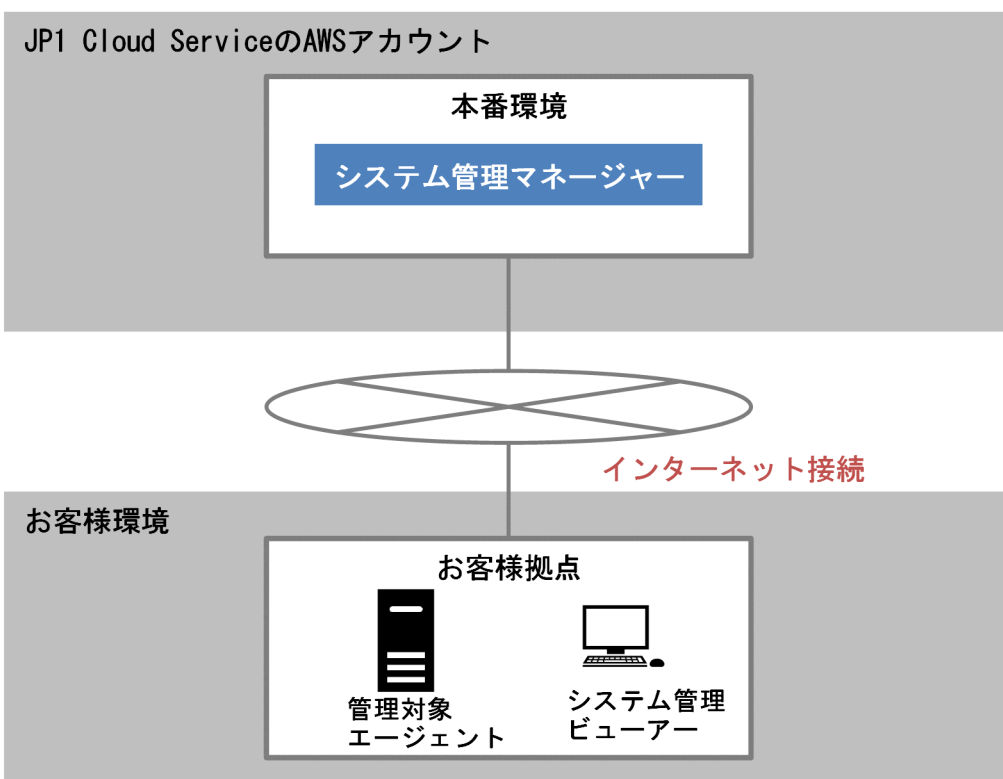 JP1 Cloud ServiceのAWSアカウント
本番環境
システム管理マネージャー
インターネット接続
お客様環境
お客様拠点
管理対象
エージェント
システム管理
ビューアー